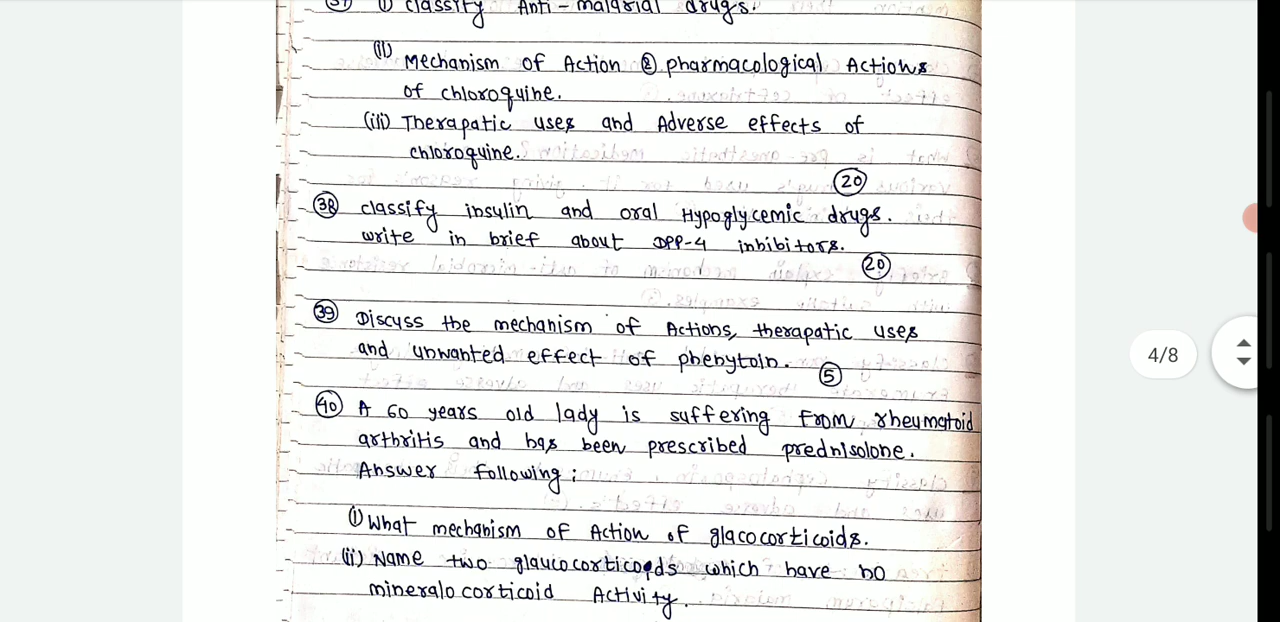 37 (i) classify Anti-malarial drugs.
(ii) Mechanism of Action & pharmacological Actions
of chloroquine.
(iii) Therapatic uses and Adverse effects of
chloroquine.
20
38 classify insulin and oral Hypoglycemic drugs.
write in brief about DPP-4 inhibitors.
20
39 Discuss the mechanism of Actions, therapatic uses
and unwanted effect of phenytoin.
5
40 A 60 years old lady is suffering from rheumatoid
arthritis and has been prescribed prednisolone.
Answer following:
(i) What mechanism of Action of glacocorticoids.
(ii) Name two glaucocorticoids which have no
mineralo corticoid Activity.
4/8